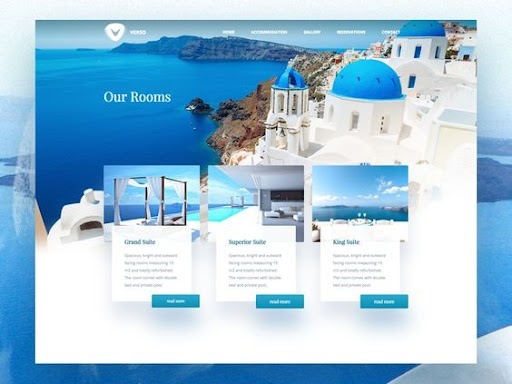 VERSO
HOME ACCOMMODATION GALLERY RESERVATIONS CONTACT
Our Rooms
Grand Suite
Spacious, bright and sunware
facing rooms measuring 15
m2 and totally refurbished.
The room comes with double
bed and private pool.
read more
Superior Suite
Spacious, bright and sunware
facing rooms measuring 15
m2 and totally refurbished.
The room comes with double
bed and private pool.
read more
King Suite
Spacious, bright and sunware
facing rooms measuring 15
m2 and totally refurbished.
The room comes with double
bed and private pool.
read more